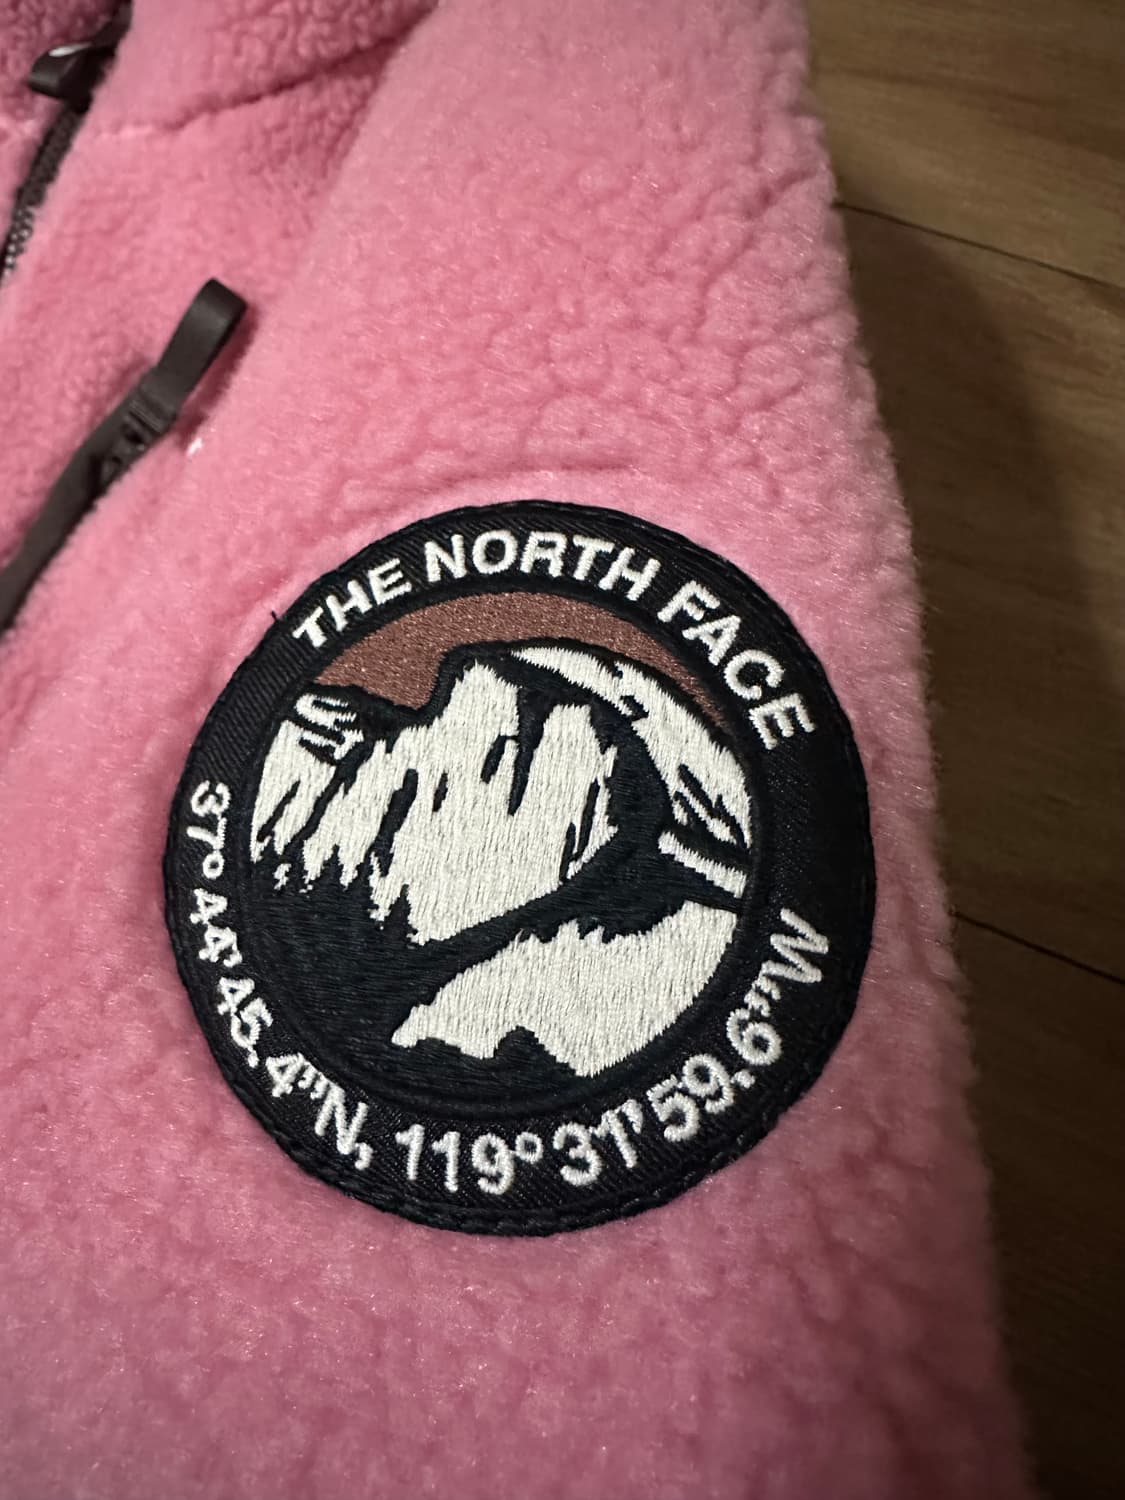 THE NORTH FACE
37° 44' 45.4"N, 119° 31' 59.6"W